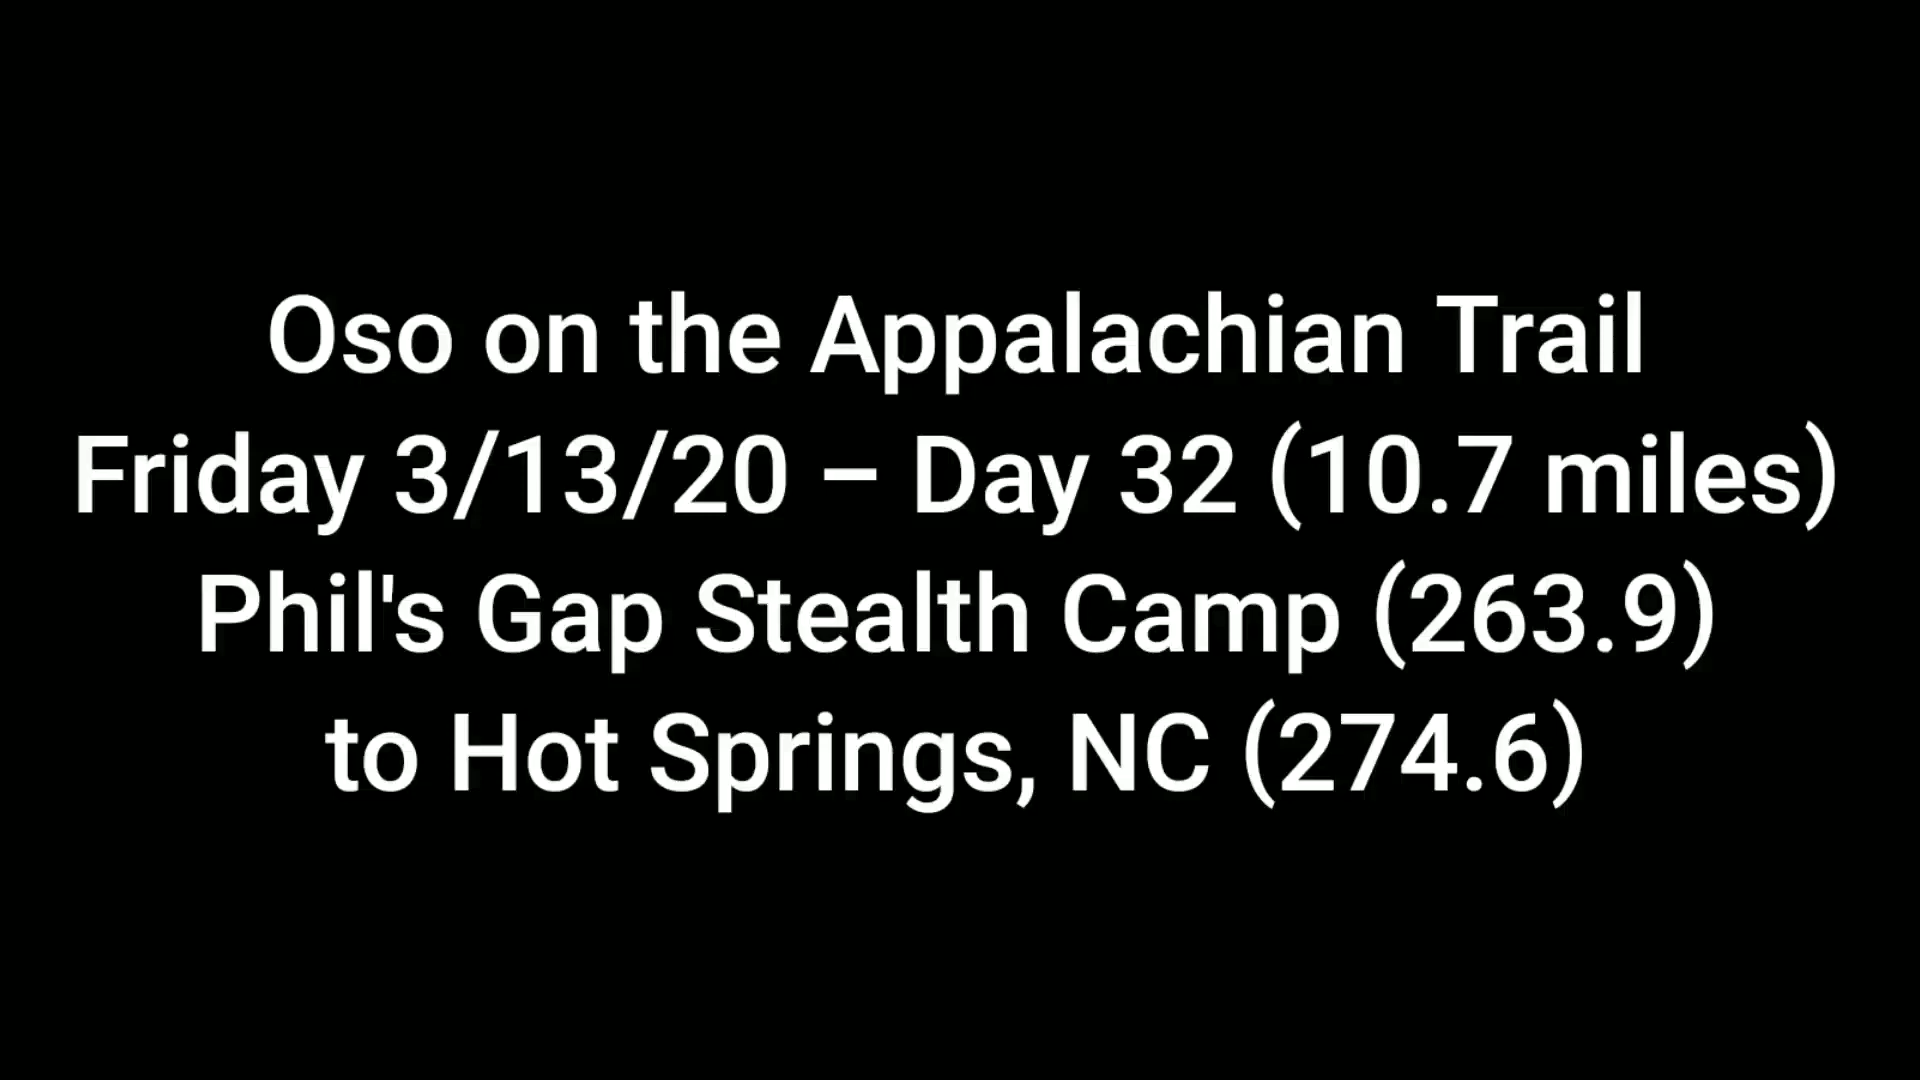 Oso on the Appalachian Trail
Friday 3/13/20 – Day 32 (10.7 miles)
Phil's Gap Stealth Camp (263.9)
to Hot Springs, NC (274.6)